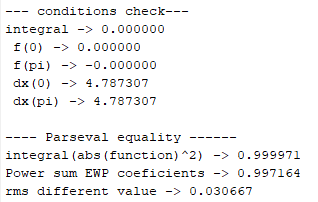 --- conditions check---
integral -> 0.000000
f(0) -> 0.000000
f(pi) -> -0.000000
dx(0) -> 4.787307
dx(pi) -> 4.787307
---- Parseval equality ------
integral(abs(function)^2) -> 0.999971
Power sum EWP coeficients -> 0.997164
rms different value -> 0.030667